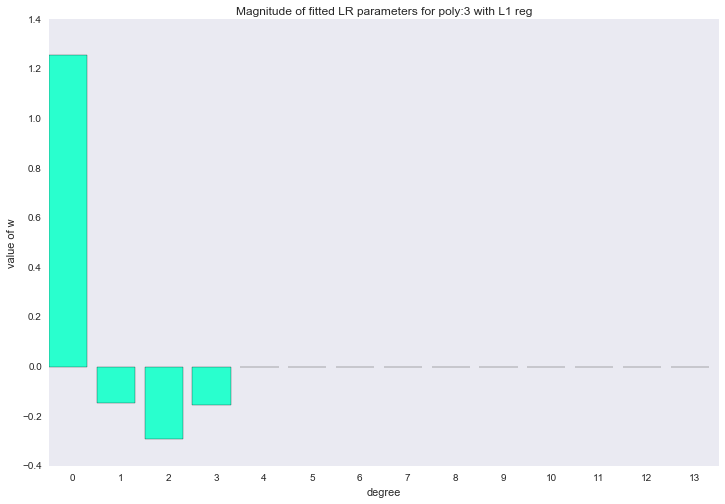 Magnitude of fitted LR parameters for poly:3 with L1 reg
1.4
1.2
1.0
0.8
0.6
0.4
0.2
0.0
−0.2
−0.4
value of w
0 1 2 3 4 5 6 7 8 9 10 11 12 13
degree